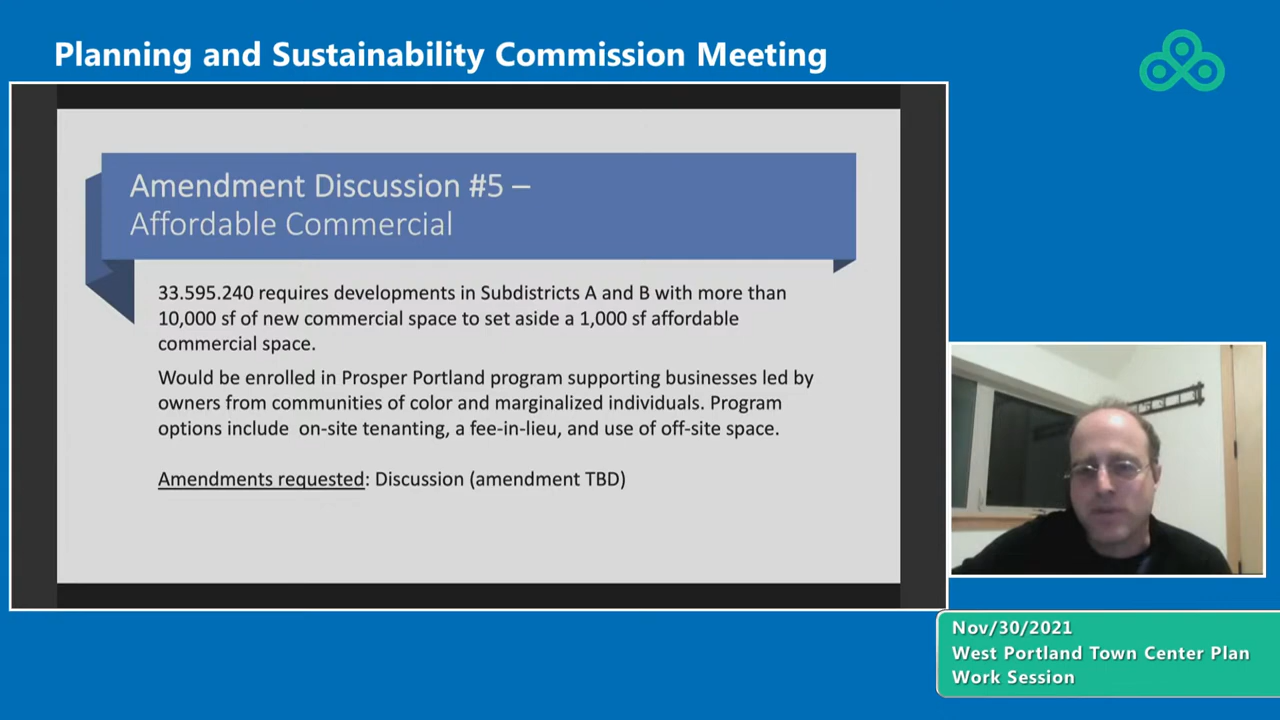 Planning and Sustainability Commission Meeting
Amendment Discussion #5 –
Affordable Commercial
33.595.240 requires developments in Subdistricts A and B with more than
10,000 sf of new commercial space to set aside a 1,000 sf affordable
commercial space.
Would be enrolled in Prosper Portland program supporting businesses led by
owners from communities of color and marginalized individuals. Program
options include on-site tenanting, a fee-in-lieu, and use of off-site space.
Amendments requested: Discussion (amendment TBD)
Nov/30/2021
West Portland Town Center Plan
Work Session